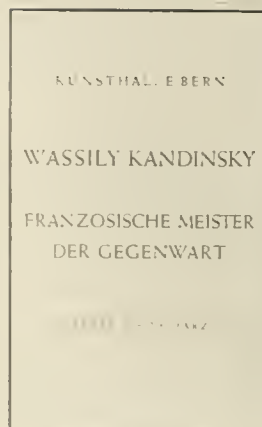 KUNSTHALLE BERN
WASSILY KANDINSKY
FRANZOSISCHE MEISTER
DER GEGENWART